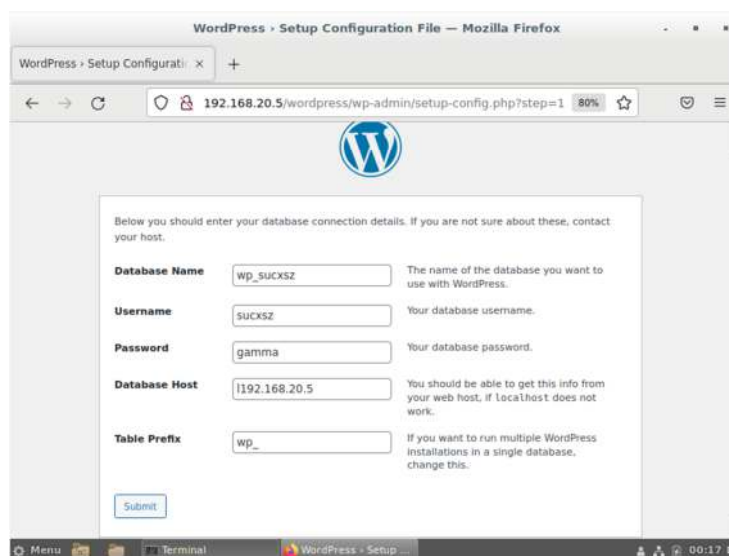 WordPress › Setup Configuration File — Mozilla Firefox
WordPress › Setup Configuratic × +
192.168.20.5/wordpress/wp-admin/setup-config.php?step=1 80%
Below you should enter your database connection details. If you are not sure about these, contact
your host.
Database Name
wp_sucxsz
The name of the database you want to
use with WordPress.
Username
sucxsz
Your database username.
Password
gamma
Your database password.
Database Host
l192.168.20.5
You should be able to get this info from
your web host, if localhost does not
work.
Table Prefix
wp_
If you want to run multiple WordPress
installations in a single database,
change this.
Submit
Menu Terminal WordPress › Setup ... 00:17